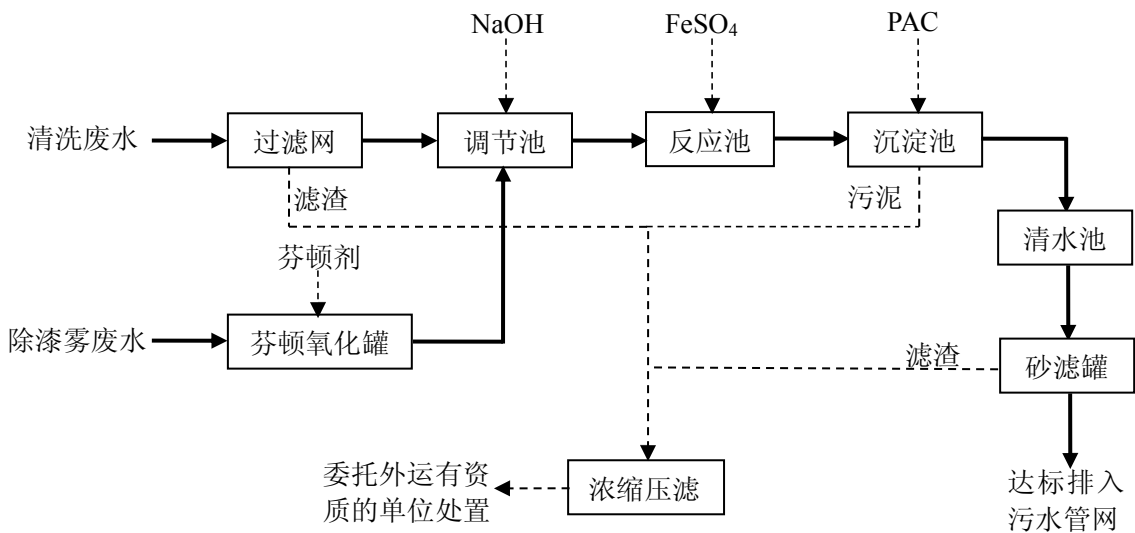 NaOH
FeSO₄
PAC
清洗废水
过滤网
调节池
反应池
沉淀池
滤渣
污泥
清水池
芬顿剂
除漆雾废水
芬顿氧化罐
滤渣
砂滤罐
委托外运有资
质的单位处置
浓缩压滤
达标排入
污水管网